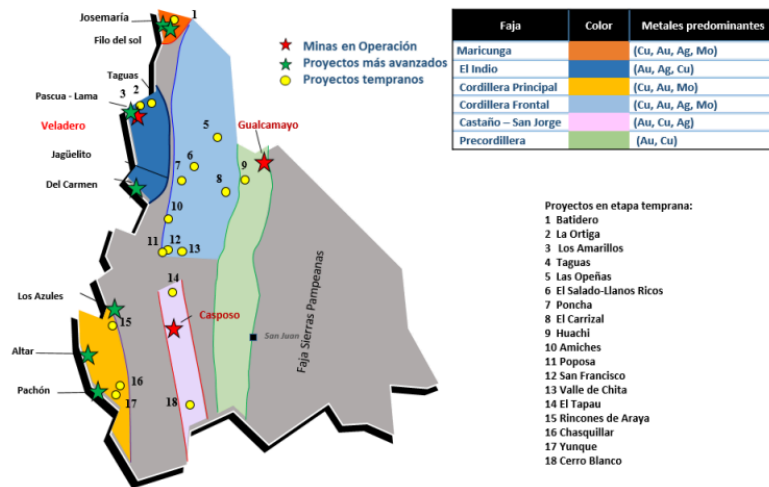 Josemaría
1
Filo del sol
Minas en Operación
Proyectos más avanzados
Proyectos tempranos
Taguas
3
2
Pascua - Lama
Veladero
5
Gualcamayo
Jagüelito
6
7
9
8
Del Carmen
10
11
12
13
14
Los Azules
15
Casposo
San Juan
Faja Sierras Pampeanas
Altar
16
Pachón
17
18
Faja Color Metales predominantes
Maricunga (Cu, Au, Ag, Mo)
El Indio (Au, Ag, Cu)
Cordillera Principal (Cu, Au, Mo)
Cordillera Frontal (Cu, Au, Ag, Mo)
Castaño – San Jorge (Au, Cu, Ag)
Precordillera (Au, Cu)
Proyectos en etapa temprana:
1 Batidero
2 La Ortiga
3 Los Amarillos
4 Taguas
5 Las Opeñas
6 El Salado-Llanos Ricos
7 Poncha
8 El Carrizal
9 Huachi
10 Amiches
11 Poposa
12 San Francisco
13 Valle de Chita
14 El Tapau
15 Rincones de Araya
16 Chasquillar
17 Yunque
18 Cerro Blanco